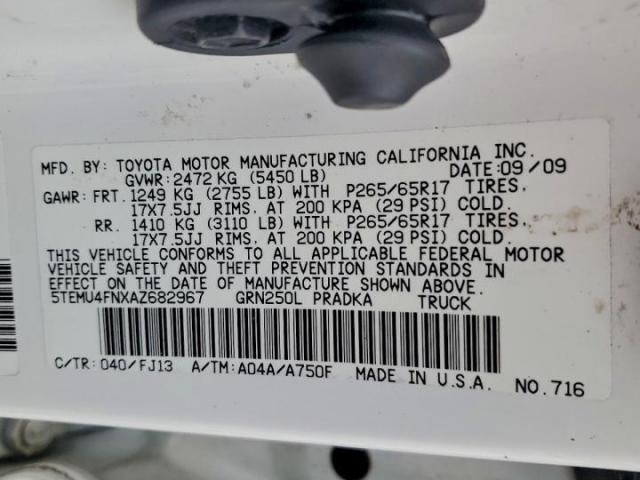 MFD. BY: TOYOTA MOTOR MANUFACTURING CALIFORNIA INC.
GVWR: 2472 KG (5450 LB) DATE: 09/09
GAWR: FRT. 1249 KG (2755 LB) WITH P265/65R17 TIRES,
17X7.5JJ RIMS, AT 200 KPA (29 PSI) COLD.
RR. 1410 KG (3110 LB) WITH P265/65R17 TIRES,
17X7.5JJ RIMS, AT 200 KPA (29 PSI) COLD.
THIS VEHICLE CONFORMS TO ALL APPLICABLE FEDERAL MOTOR
VEHICLE SAFETY AND THEFT PREVENTION STANDARDS IN
EFFECT ON THE DATE OF MANUFACTURE SHOWN ABOVE.
5TEMU4FNXAZ682967 GRN250L PRADKA TRUCK
C/TR: 040/FJ13 A/TM: A04A/A750F MADE IN U.S.A. NO. 716